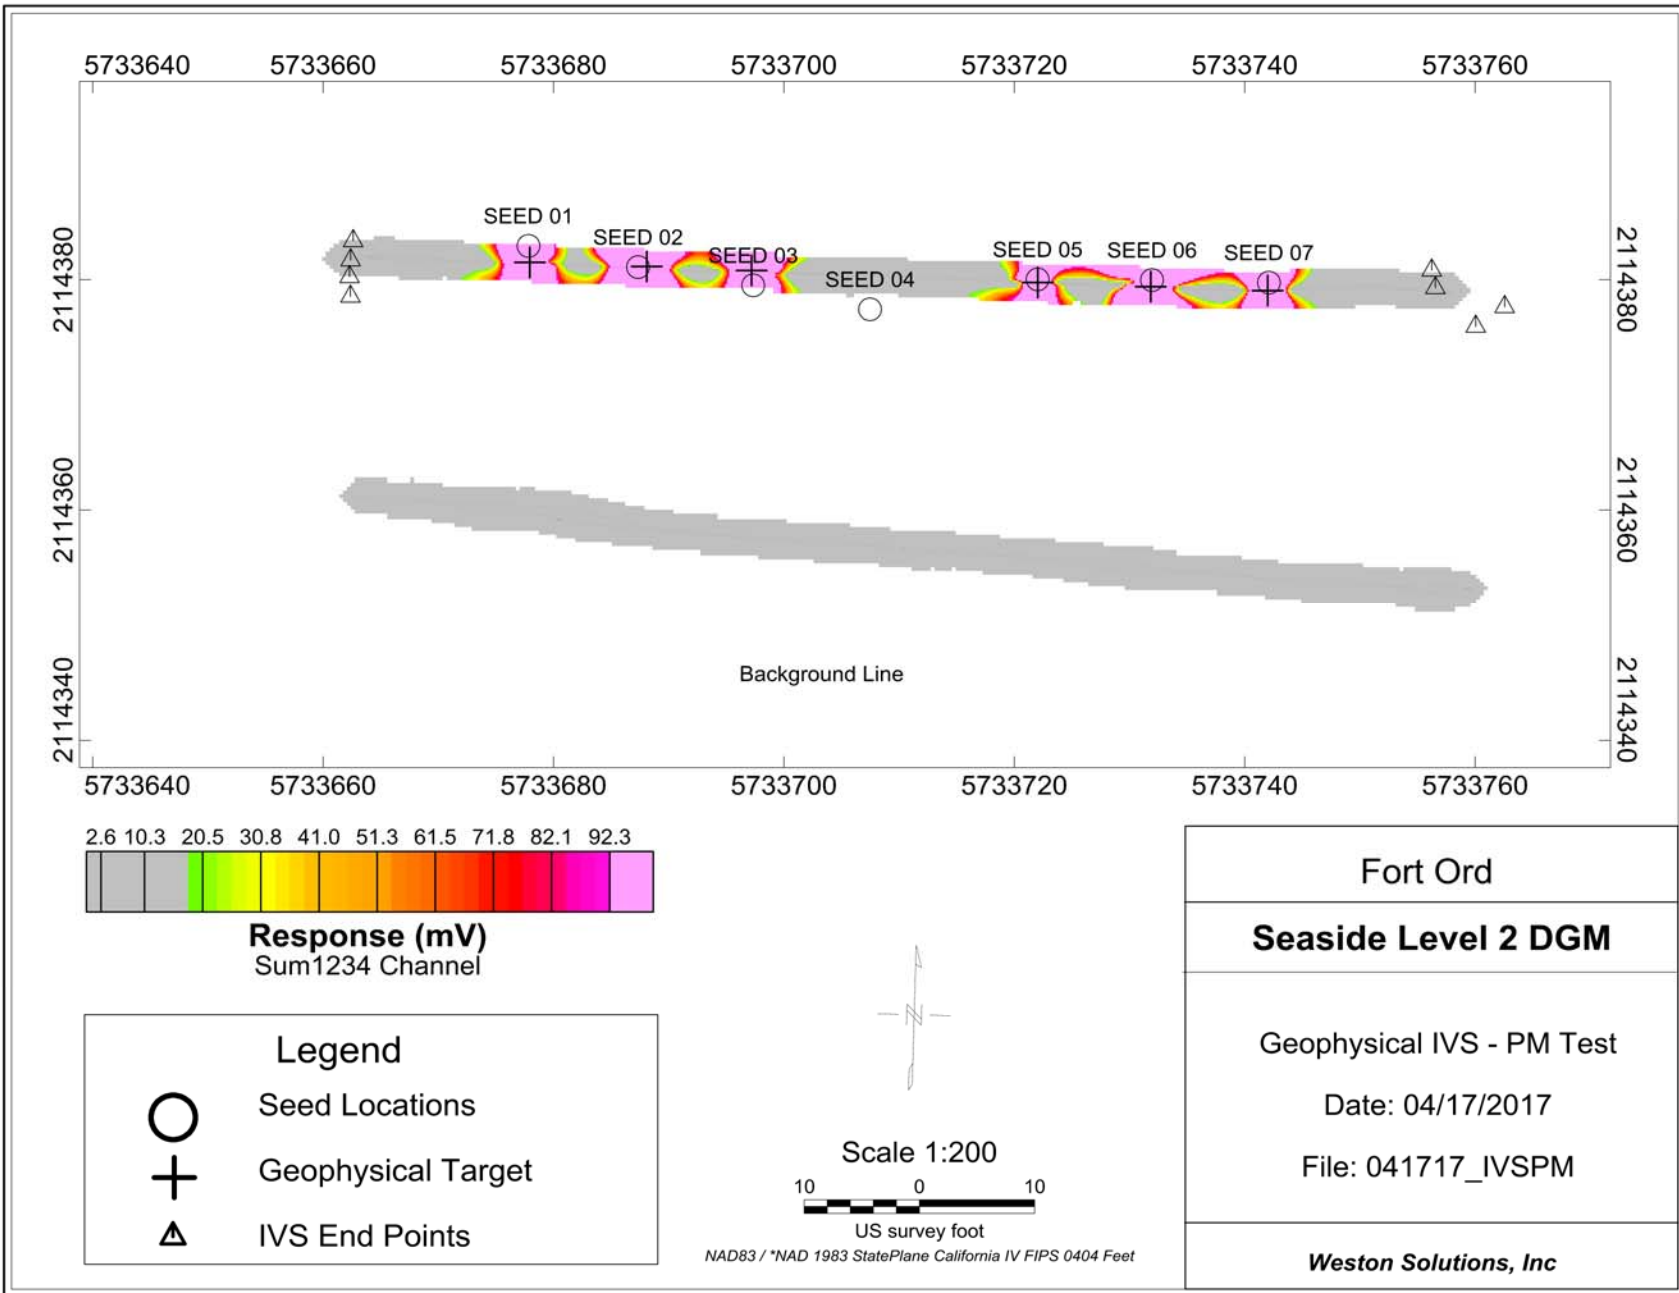 5733640 5733660 5733680 5733700 5733720 5733740 5733760
2114380
2114360
2114340
SEED 01
SEED 02
SEED 03
SEED 04
SEED 05
SEED 06
SEED 07
2114380
2114360
2114340
Background Line
5733640 5733660 5733680 5733700 5733720 5733740 5733760
2.6 10.3 20.5 30.8 41.0 51.3 61.5 71.8 82.1 92.3
Response (mV)
Sum1234 Channel
Legend
Seed Locations
Geophysical Target
IVS End Points
N
Scale 1:200
10 0 10
US survey foot
NAD83 / *NAD 1983 StatePlane California IV FIPS 0404 Feet
Fort Ord
Seaside Level 2 DGM
Geophysical IVS - PM Test
Date: 04/17/2017
File: 041717_IVSPM
Weston Solutions, Inc